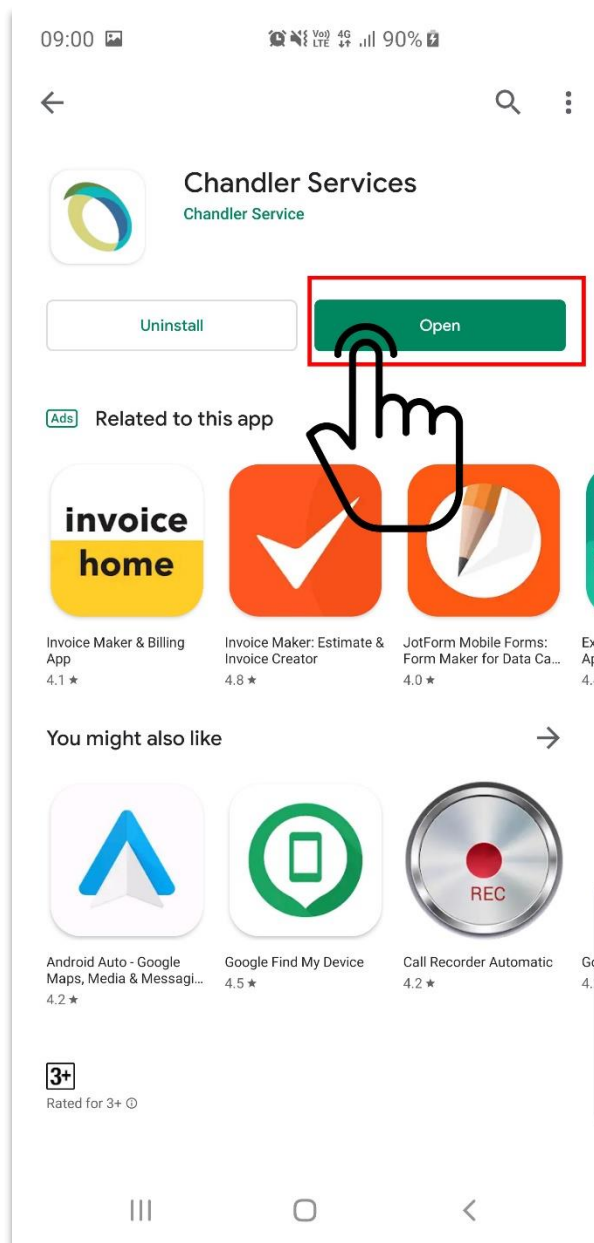 09:00 Vo) LTE 4G 90%
Chandler Services
Chandler Service
Uninstall
Open
Ads Related to this app
invoice
home
Invoice Maker & Billing
App
4.1 ★
Invoice Maker: Estimate &
Invoice Creator
4.8 ★
JotForm Mobile Forms:
Form Maker for Data Ca...
4.0 ★
You might also like
REC
Android Auto - Google
Maps, Media & Messagi...
4.2 ★
Google Find My Device
4.5 ★
Call Recorder Automatic
4.2 ★
3+
Rated for 3+